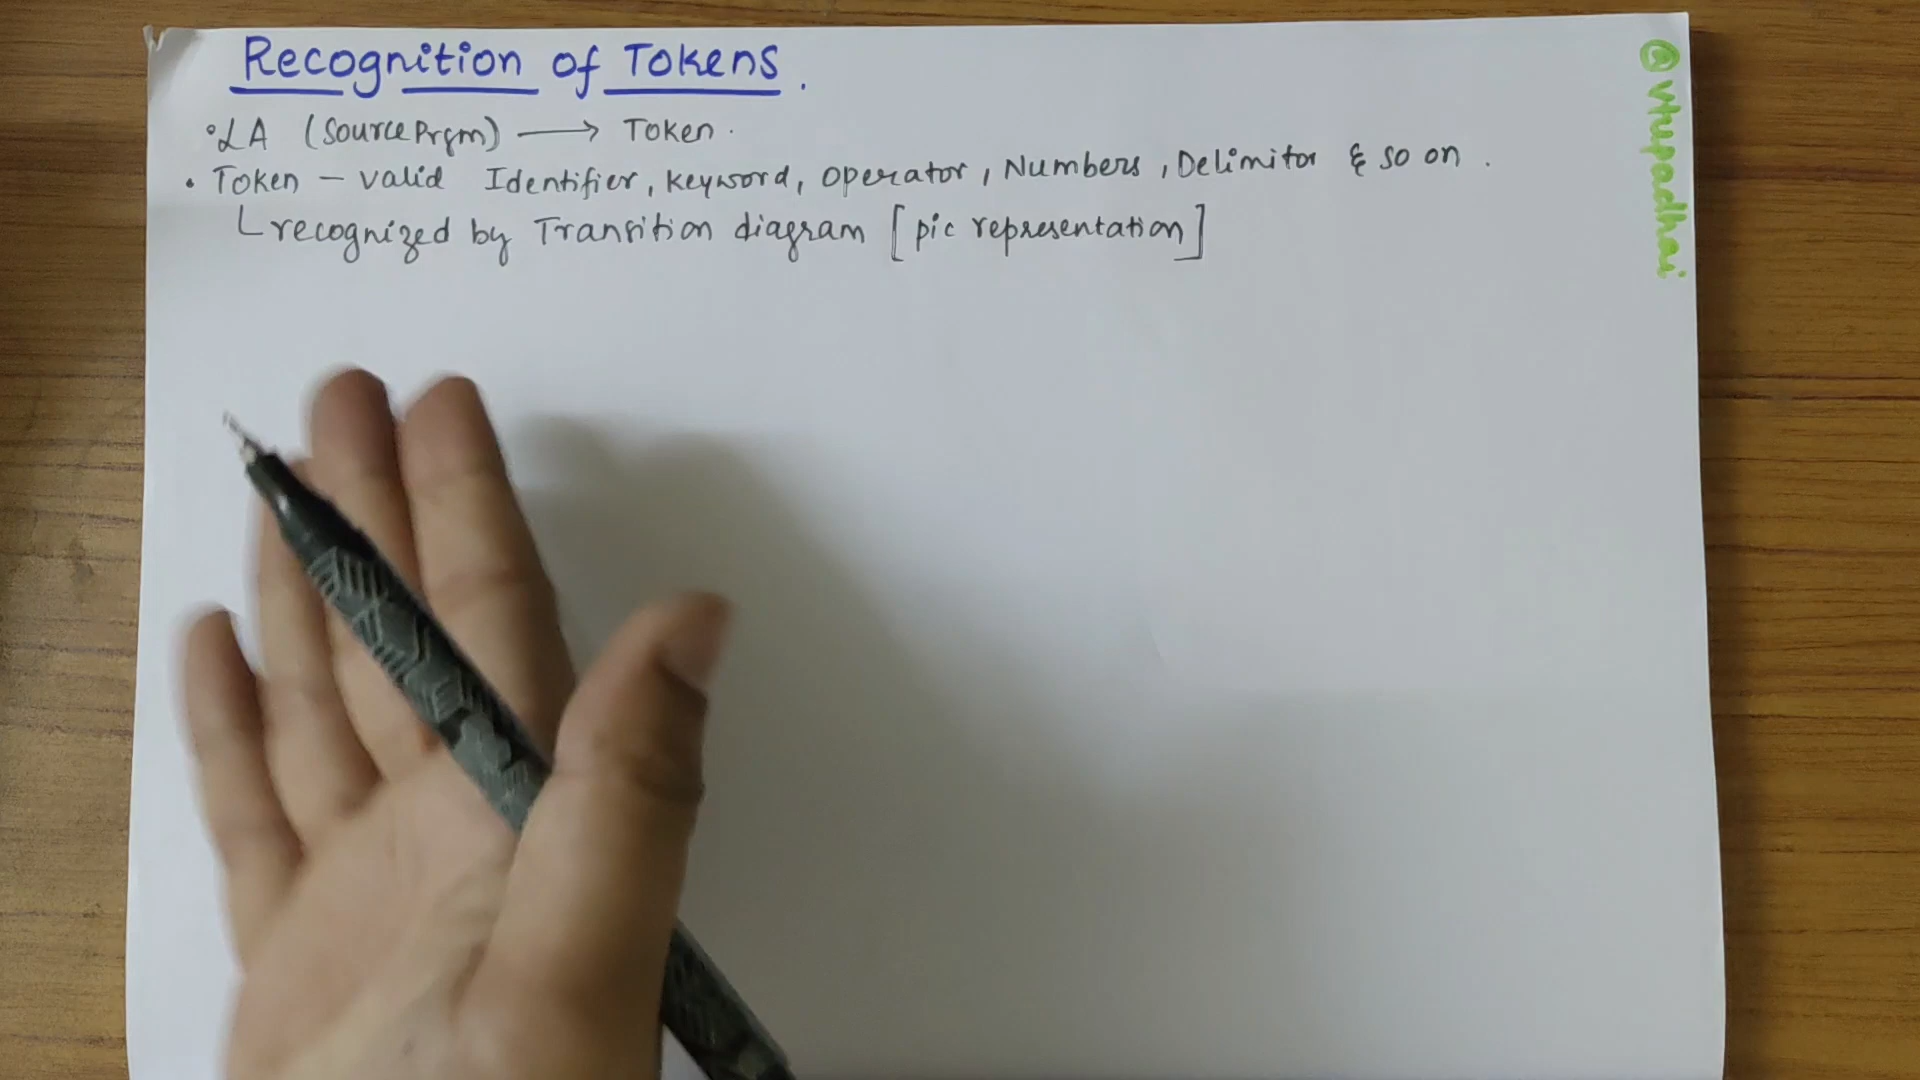 Recognition of Tokens.
• LA (Source Prgm) → Token.
• Token - valid Identifier, Keyword, Operator, Numbers, Delimitor & so on.
recognized by Transition diagram [pic representation]
@vtupadhai